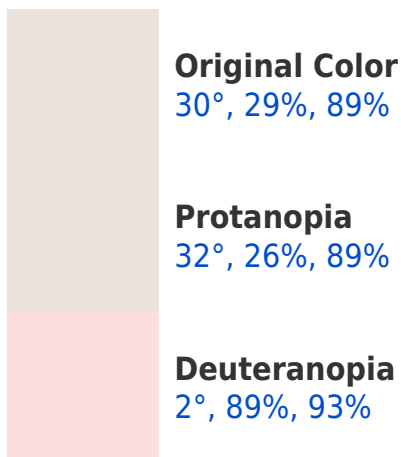 Original Color
30°, 29%, 89%
Protanopia
32°, 26%, 89%
Deuteranopia
2°, 89%, 93%